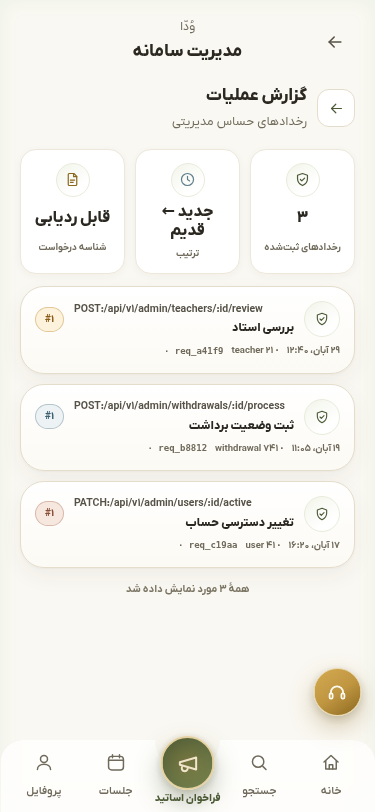 وُدّا
مدیریت سامانه
گزارش عملیات
رخدادهای حساس مدیریتی
۳
رخدادهای ثبت‌شده
جدید ←
قدیم
ترتیب
قابل ردیابی
شناسه درخواست
POST:/api/v1/admin/teachers/:id/review
بررسی استاد
#۱
۲۹ آبان، ۱۲:۴۰ · teacher ۲۱ · req_a41f9
POST:/api/v1/admin/withdrawals/:id/process
ثبت وضعیت برداشت
#۱
۱۹ آبان، ۱۱:۰۵ · withdrawal ۷۴۱ · req_b8812
PATCH:/api/v1/admin/users/:id/active
تغییر دسترسی حساب
#۱
۱۷ آبان، ۱۶:۲۰ · user ۴۱ · req_c19aa
همهٔ ۳ مورد نمایش داده شد
خانه
جستجو
فراخوان اساتید
جلسات
پروفایل